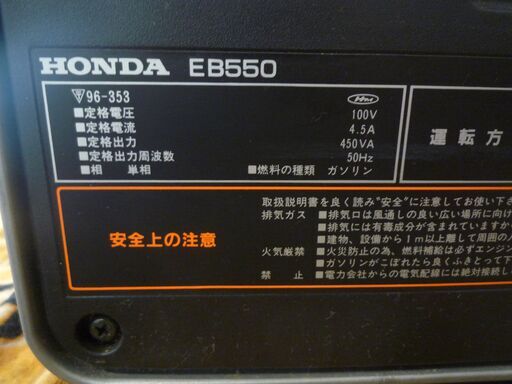 HONDA EB550
〒96-353
■定格電圧 100V
■定格電流 4.5A
■定格出力 450VA
■定格出力周波数 50Hz
■相 単相 ■燃料の種類 ガソリン
運転方
安全上の注意
取扱説明書を良く読み“安全”に注意してお使い下さ
排気ガス ■排気口は風通しの良い広い場所に向け
■排気には有毒成分が含まれていますから
■建物、設備から1m以上離して周囲の
火気厳禁 ■火災防止の為、燃料補給は必ずエンジン
■ガソリンがこぼれたら良くふきとって下
禁止 ■電力会社からの電気配線には絶対接続し